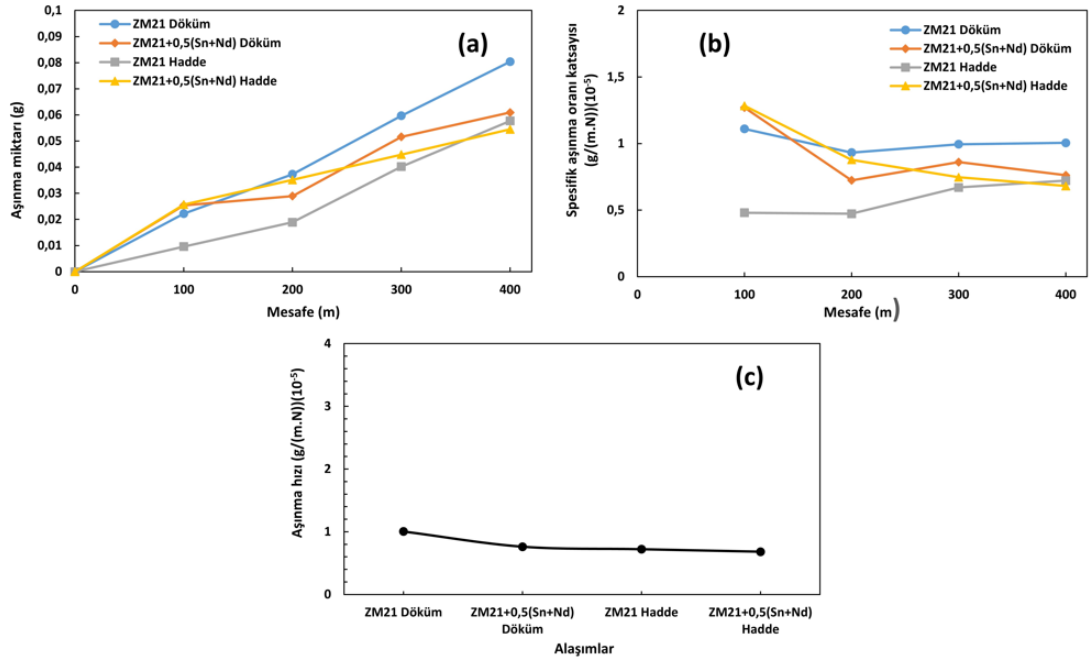 (a)
ZM21 Döküm
ZM21+0,5(Sn+Nd) Döküm
ZM21 Hadde
ZM21+0,5(Sn+Nd) Hadde
Aşınma miktarı (g)
0,1
0,09
0,08
0,07
0,06
0,05
0,04
0,03
0,02
0,01
0
0 100 200 300 400
Mesafe (m)
(b)
ZM21 Döküm
ZM21+0,5(Sn+Nd) Döküm
ZM21 Hadde
ZM21+0,5(Sn+Nd) Hadde
Spesifik aşınma oranı katsayısı
(g/(m.N))(10⁻⁵)
2
1,5
1
0,5
0
0 100 200 300 400
Mesafe (m)
(c)
Aşınma hızı (g/(m.N))(10⁻⁵)
4
3
2
1
0
ZM21 Döküm ZM21+0,5(Sn+Nd) ZM21 Hadde ZM21+0,5(Sn+Nd)
Döküm Hadde
Alaşımlar